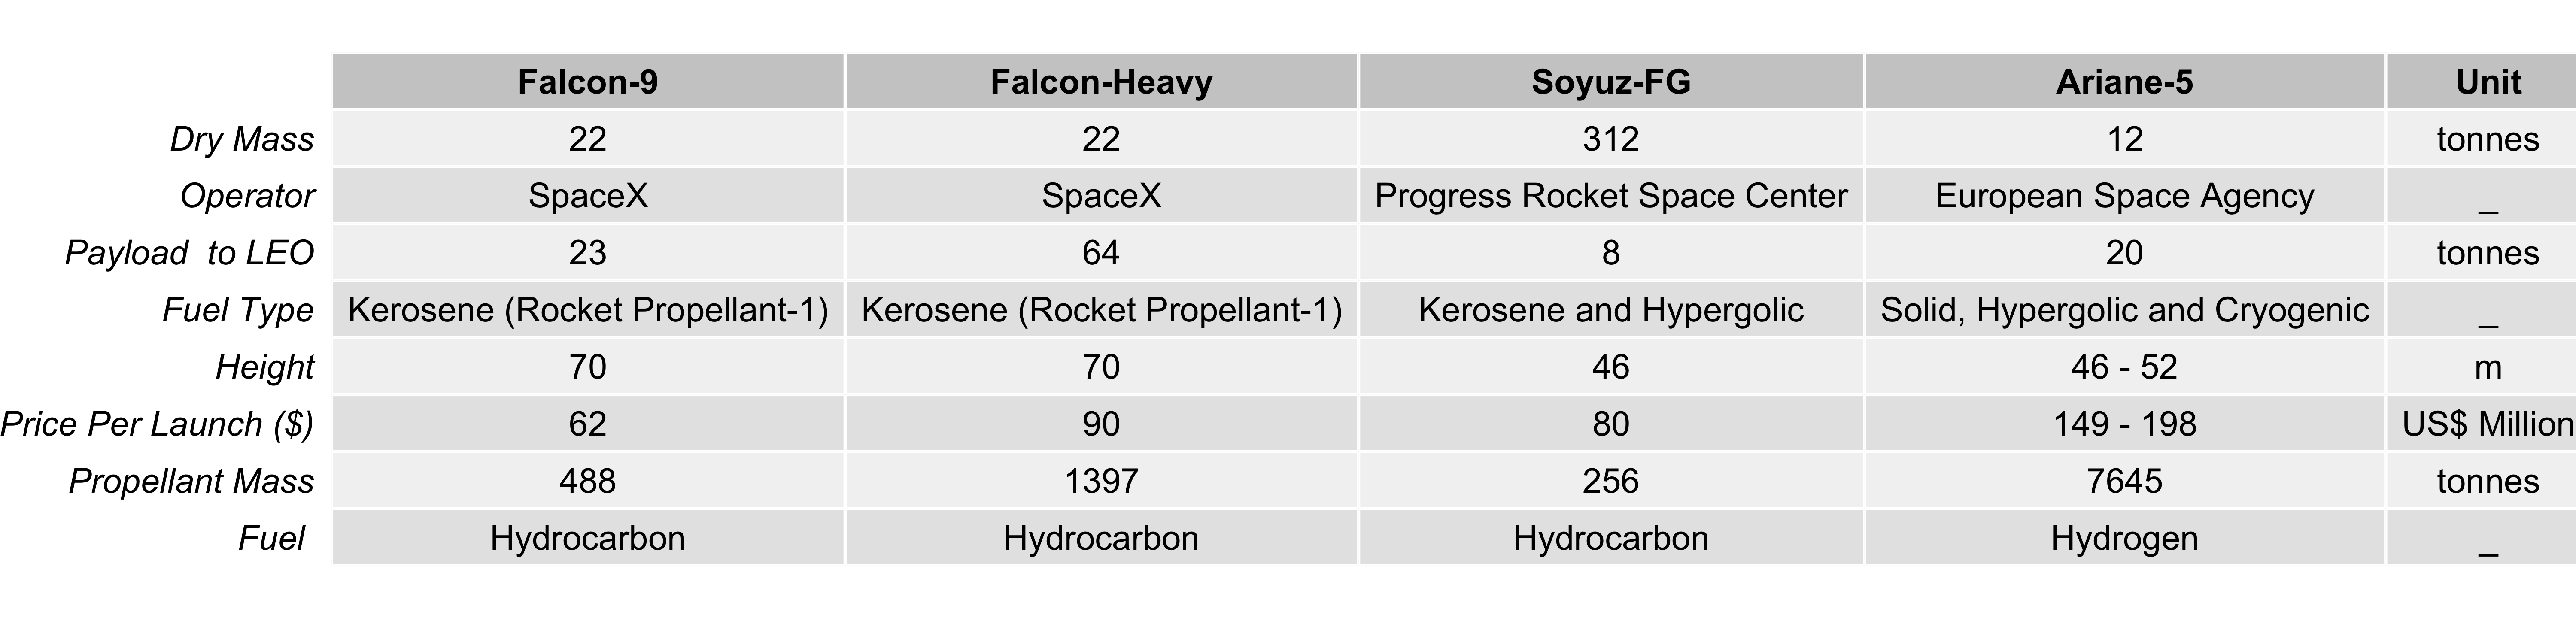 Falcon-9 Falcon-Heavy Soyuz-FG Ariane-5 Unit
Dry Mass 22 22 312 12 tonnes
Operator SpaceX SpaceX Progress Rocket Space Center European Space Agency _
Payload  to LEO 23 64 8 20 tonnes
Fuel Type Kerosene (Rocket Propellant-1) Kerosene (Rocket Propellant-1) Kerosene and Hypergolic Solid, Hypergolic and Cryogenic _
Height 70 70 46 46 - 52 m
Price Per Launch ($) 62 90 80 149 - 198 US$ Million
Propellant Mass 488 1397 256 7645 tonnes
Fuel Hydrocarbon Hydrocarbon Hydrocarbon Hydrogen _